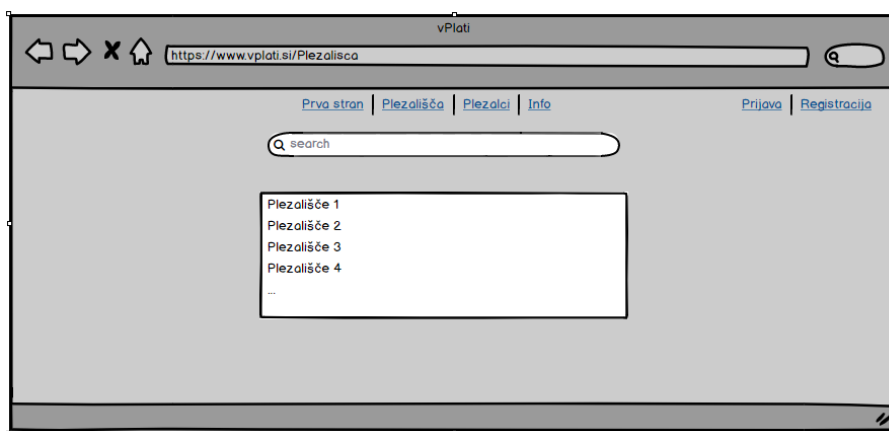 vPlati
https://www.vplati.si/Plezalisca
Prva stran Plezališča Plezalci Info Prijava Registracija
search
Plezališče 1
Plezališče 2
Plezališče 3
Plezališče 4
...